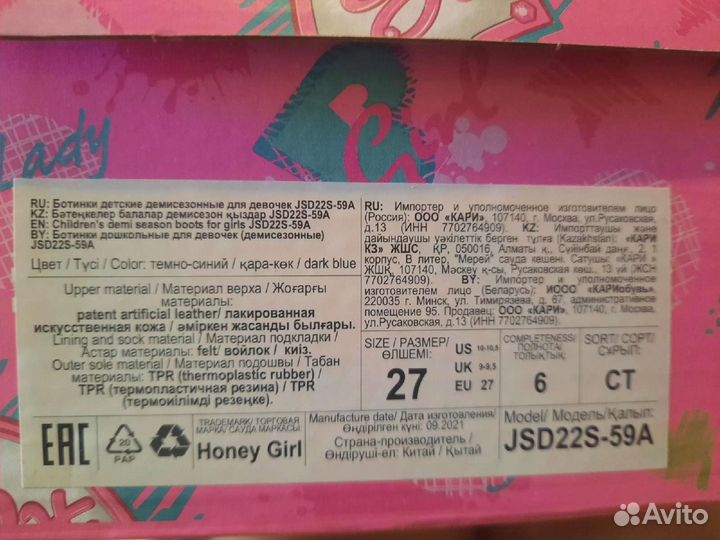 Lady
Girl
RU: Ботинки детские демисезонные для девочек JSD22S-59A
KZ: Бәтеңкелер балалар демисезон қыздар JSD22S-59A
EN: Children's demi season boots for girls JSD22S-59A
BY: Ботинки дошкольные для девочек (демисезонные)
JSD22S-59A
Цвет / Түсі / Color: темно-синий / қара-көк / dark blue
Upper material / Материал верха / Жоғарғы
материалы:
patent artificial leather/ лакированная
искусственная кожа / әміркен жасанды былғары.
Lining and sock material / Материал подкладки /
Астар материалы: felt/ войлок / киіз.
Outer sole material / Материал подошвы / Табан
материалы: TPR (thermoplastic rubber) /
TPR (термопластичная резина) / TPR
(термоиілімді резеңке).
RU: Импортер и уполномоченное изготовителем лицо
(Россия): ООО «КАРИ», 107140, г. Москва, ул.Русаковская,
д.13 (ИНН 7702764909). KZ: Импорттаушы және
дайындаушы уәкілеттік берген тұлға (Kazakhstan): «КАРИ
КЗ» ЖШС, ҚР, 050016, Алматы қ., Суйінбай даң. 2, 1
корпус, В литер, "Мерей" сауда кешені. Сатушы: «КАРИ»
ЖШҚ, 107140, Мәскеу қ-сы, Русаковская көш., 13 үй (ЖСН
7702764909). BY: Импортер и уполномоченное
изготовителем лицо (Беларусь): ИООО «КАРИобувь»,
220035 г. Минск, ул. Тимирязева, д. 67, административное
помещение 95. Продавец: ООО «КАРИ», 107140, г. Москва,
ул.Русаковская, д.13 (ИНН 7702764909).
SIZE / РАЗМЕР/
ӨЛШЕМІ:
27
US 10-10,5
UK 9-9,5
EU 27
COMPLETENESS/
ПОЛНОТА/
ТОЛЫҚТЫҚ:
6
SORT/ СОРТ/
СҰРЫП:
СТ
EAC
20
PAP
TRADEMARK/ ТОРГОВАЯ
МАРКА/ САУДА МАРКАСЫ
Honey Girl
Manufacture date/ Дата изготовления/
Өңдірілген күні: 09.2021
Страна-производитель /
Өндіруші-ел: Китай / Қытай
Model/ Модель/Қалып:
JSD22S-59A
Avito